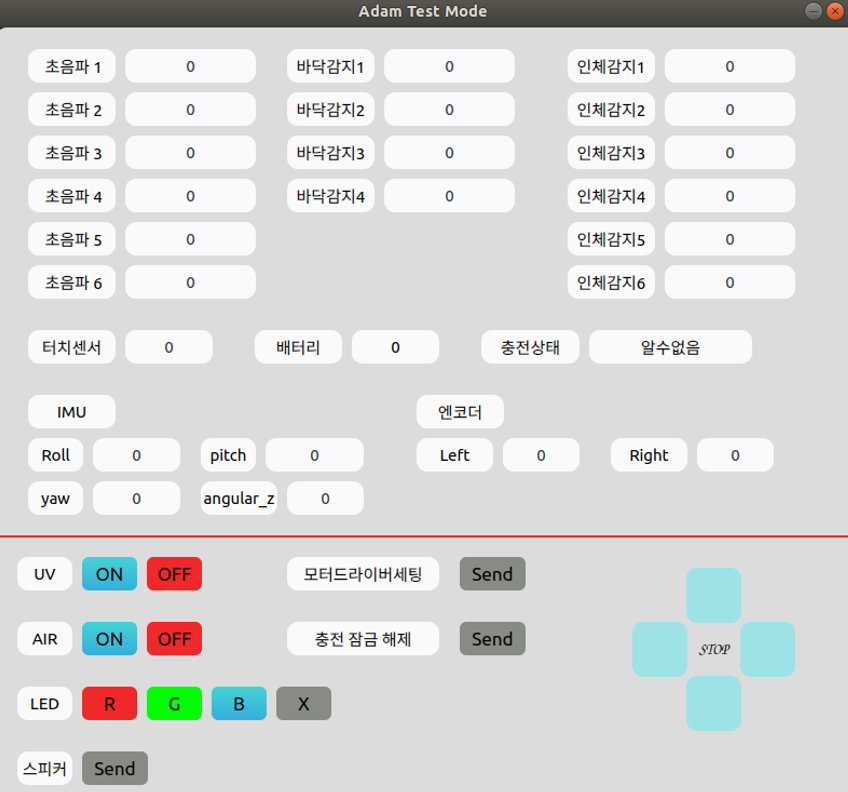 Adam Test Mode
초음파 1 0 바닥감지1 0 인체감지1 0
초음파 2 0 바닥감지2 0 인체감지2 0
초음파 3 0 바닥감지3 0 인체감지3 0
초음파 4 0 바닥감지4 0 인체감지4 0
초음파 5 0 인체감지5 0
초음파 6 0 인체감지6 0
터치센서 0 배터리 0 충전상태 알수없음
IMU 엔코더
Roll 0 pitch 0 Left 0 Right 0
yaw 0 angular_z 0
UV ON OFF 모터드라이버세팅 Send
AIR ON OFF 충전 잠금 해제 Send
STOP
LED R G B X
스피커 Send